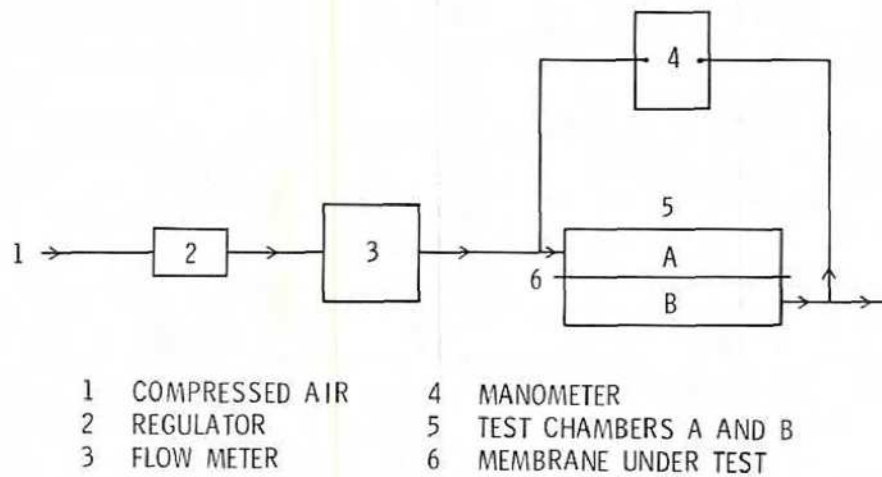 4
5
1 2 3 A
6
B
1 COMPRESSED AIR
2 REGULATOR
3 FLOW METER
4 MANOMETER
5 TEST CHAMBERS A AND B
6 MEMBRANE UNDER TEST